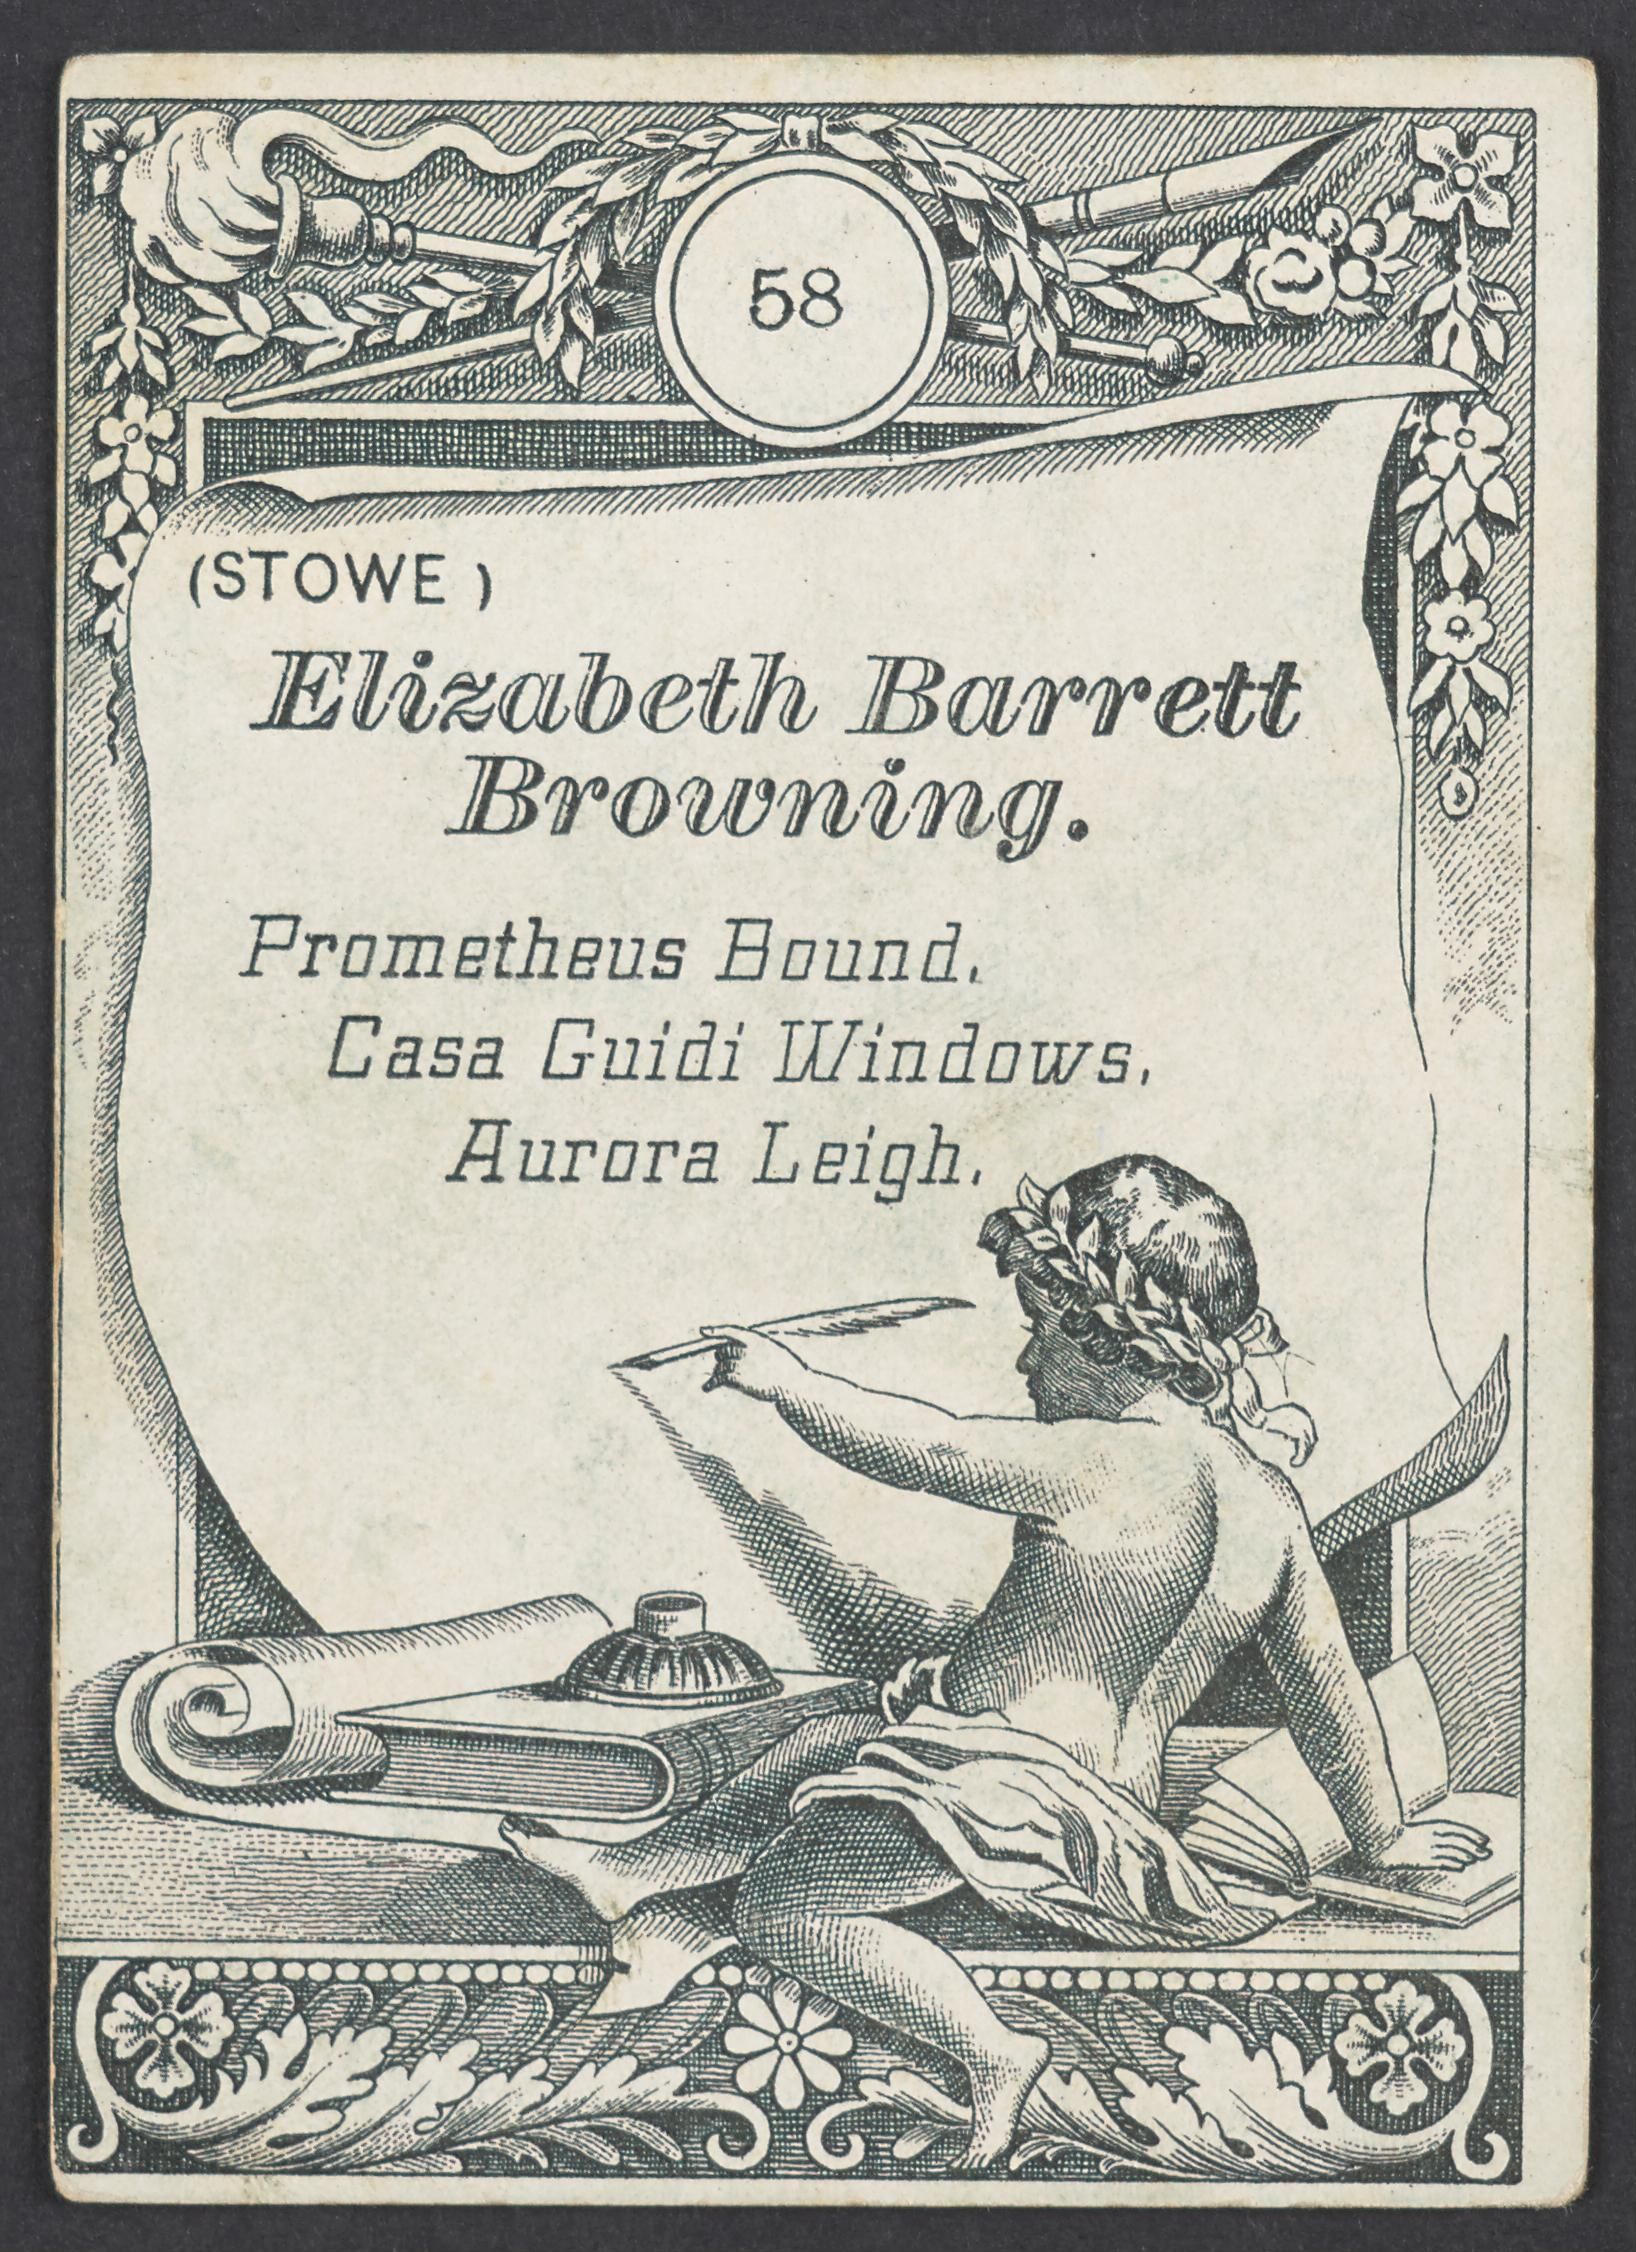 58
(STOWE )
Elizabeth Barrett
Browning.
Prometheus Bound.
Casa Guidi Windows.
Aurora Leigh.